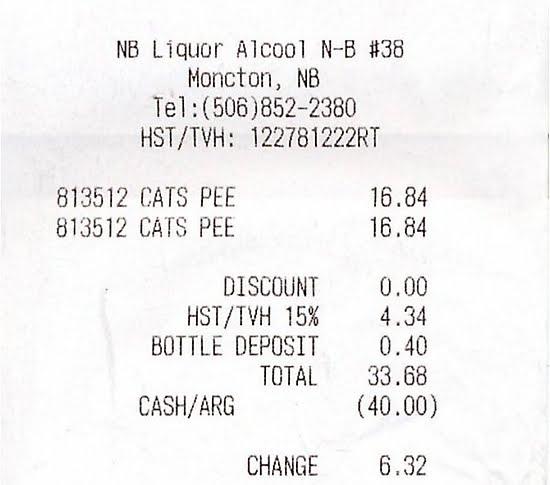 NB Liquor Alcool N-B #38
Moncton, NB
Tel:(506)852-2380
HST/TVH: 122781222RT
813512 CATS PEE 16.84
813512 CATS PEE 16.84
DISCOUNT 0.00
HST/TVH 15% 4.34
BOTTLE DEPOSIT 0.40
TOTAL 33.68
CASH/ARG (40.00)
CHANGE 6.32